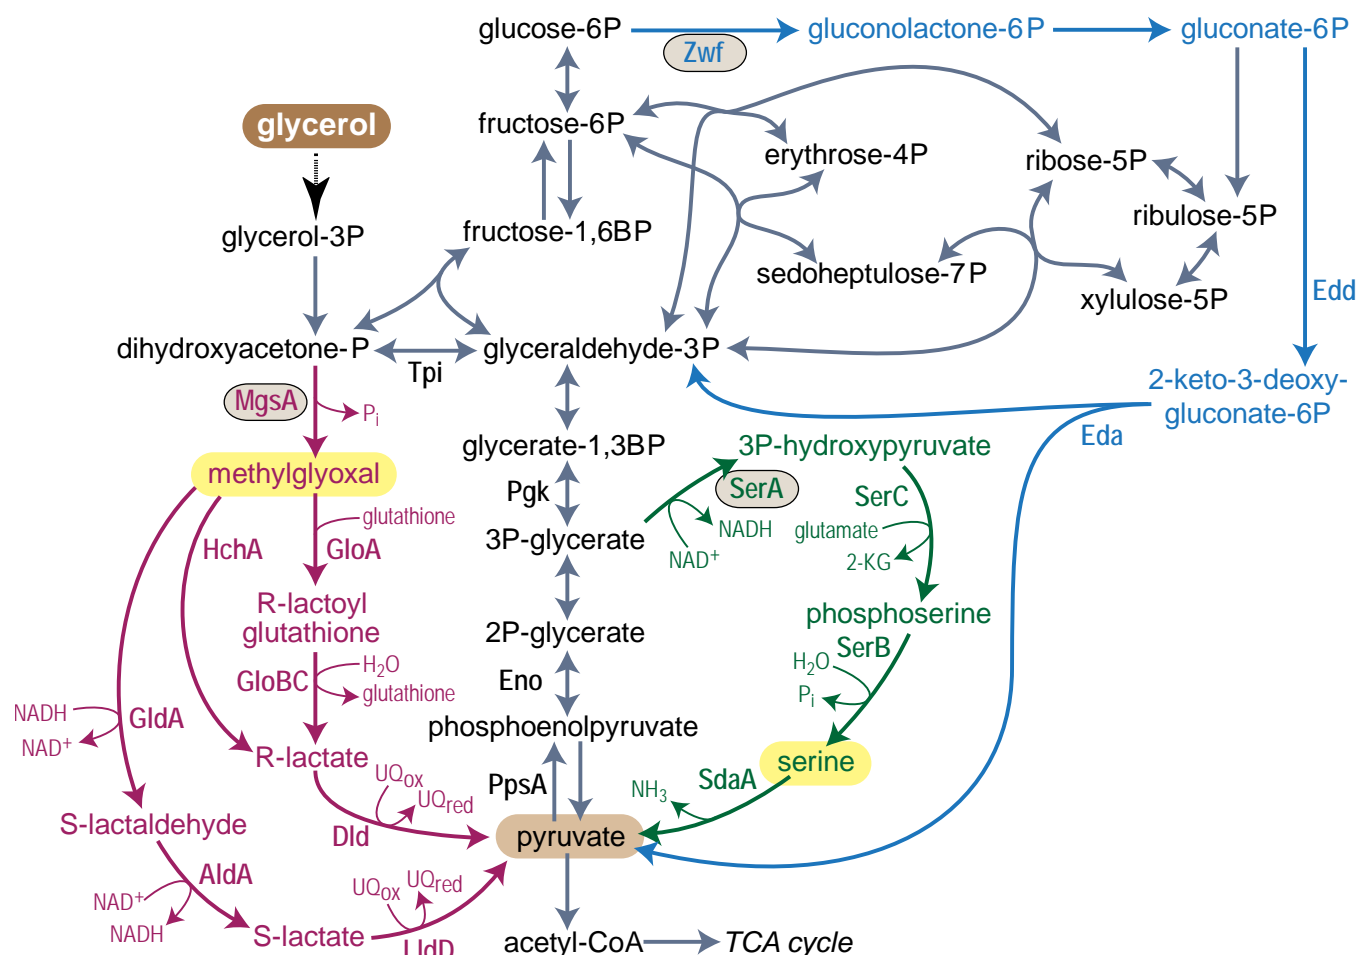 glucose-6P
Zwf
gluconolactone-6P
gluconate-6P
glycerol
fructose-6P
erythrose-4P
ribose-5P
ribulose-5P
glycerol-3P
fructose-1,6BP
sedoheptulose-7P
xylulose-5P
Edd
dihydroxyacetone-P
Tpi
glyceraldehyde-3P
2-keto-3-deoxy-
gluconate-6P
Eda
MgsA
Pi
glycerate-1,3BP
3P-hydroxypyruvate
methylglyoxal
Pgk
SerA
SerC
NADH
NAD+
glutamate
2-KG
glutathione
HchA
GloA
3P-glycerate
R-lactoyl
glutathione
phosphoserine
2P-glycerate
SerB
H2O
Pi
GloBC
H2O
glutathione
Eno
NADH
NAD+
GldA
phosphoenolpyruvate
R-lactate
serine
UQox
UQred
PpsA
NH3
SdaA
S-lactaldehyde
Dld
pyruvate
AldA
NAD+
NADH
UQox
UQred
S-lactate
LldD
acetyl-CoA
TCA cycle